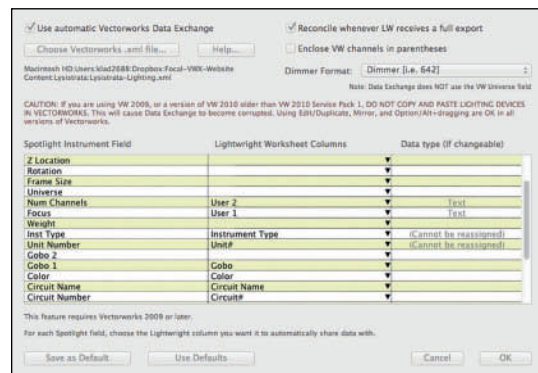 Use automatic Vectorworks Data Exchange
Reconcile whenever LW receives a full export
Choose Vectorworks .xml file...
Help...
Enclose VW channels in parentheses
Macintosh HD:Users:klad2688:Dropbox:Focal-VWX-Website
Content:Lysistrata:Lysistrata-Lighting.xml
Dimmer Format: Dimmer [i.e. 642]
Note: Data Exchange does NOT use the VW Universe field
CAUTION: If you are using VW 2009, or a version of VW 2010 older than VW 2010 Service Pack 1, DO NOT COPY AND PASTE LIGHTING DEVICES
IN VECTORWORKS. This will cause Data Exchange to become corrupted. Using Edit/Duplicate, Mirror, and Option/Alt+dragging are OK in all
versions of Vectorworks.
Spotlight Instrument Field Lightwright Worksheet Columns Data type (if changeable)
Z Location
Rotation
Frame Size
Universe
Num Channels User 2 Text
Focus User 1 Text
Weight
Inst Type Instrument Type (Cannot be reassigned)
Unit Number Unit# (Cannot be reassigned)
Gobo 2
Gobo 1 Gobo
Color Color
Circuit Name Circuit Name
Circuit Number Circuit#
This feature requires Vectorworks 2009 or later.
For each Spotlight field, choose the Lightwright column you want it to automatically share data with.
Save as Default
Use Defaults
Cancel
OK